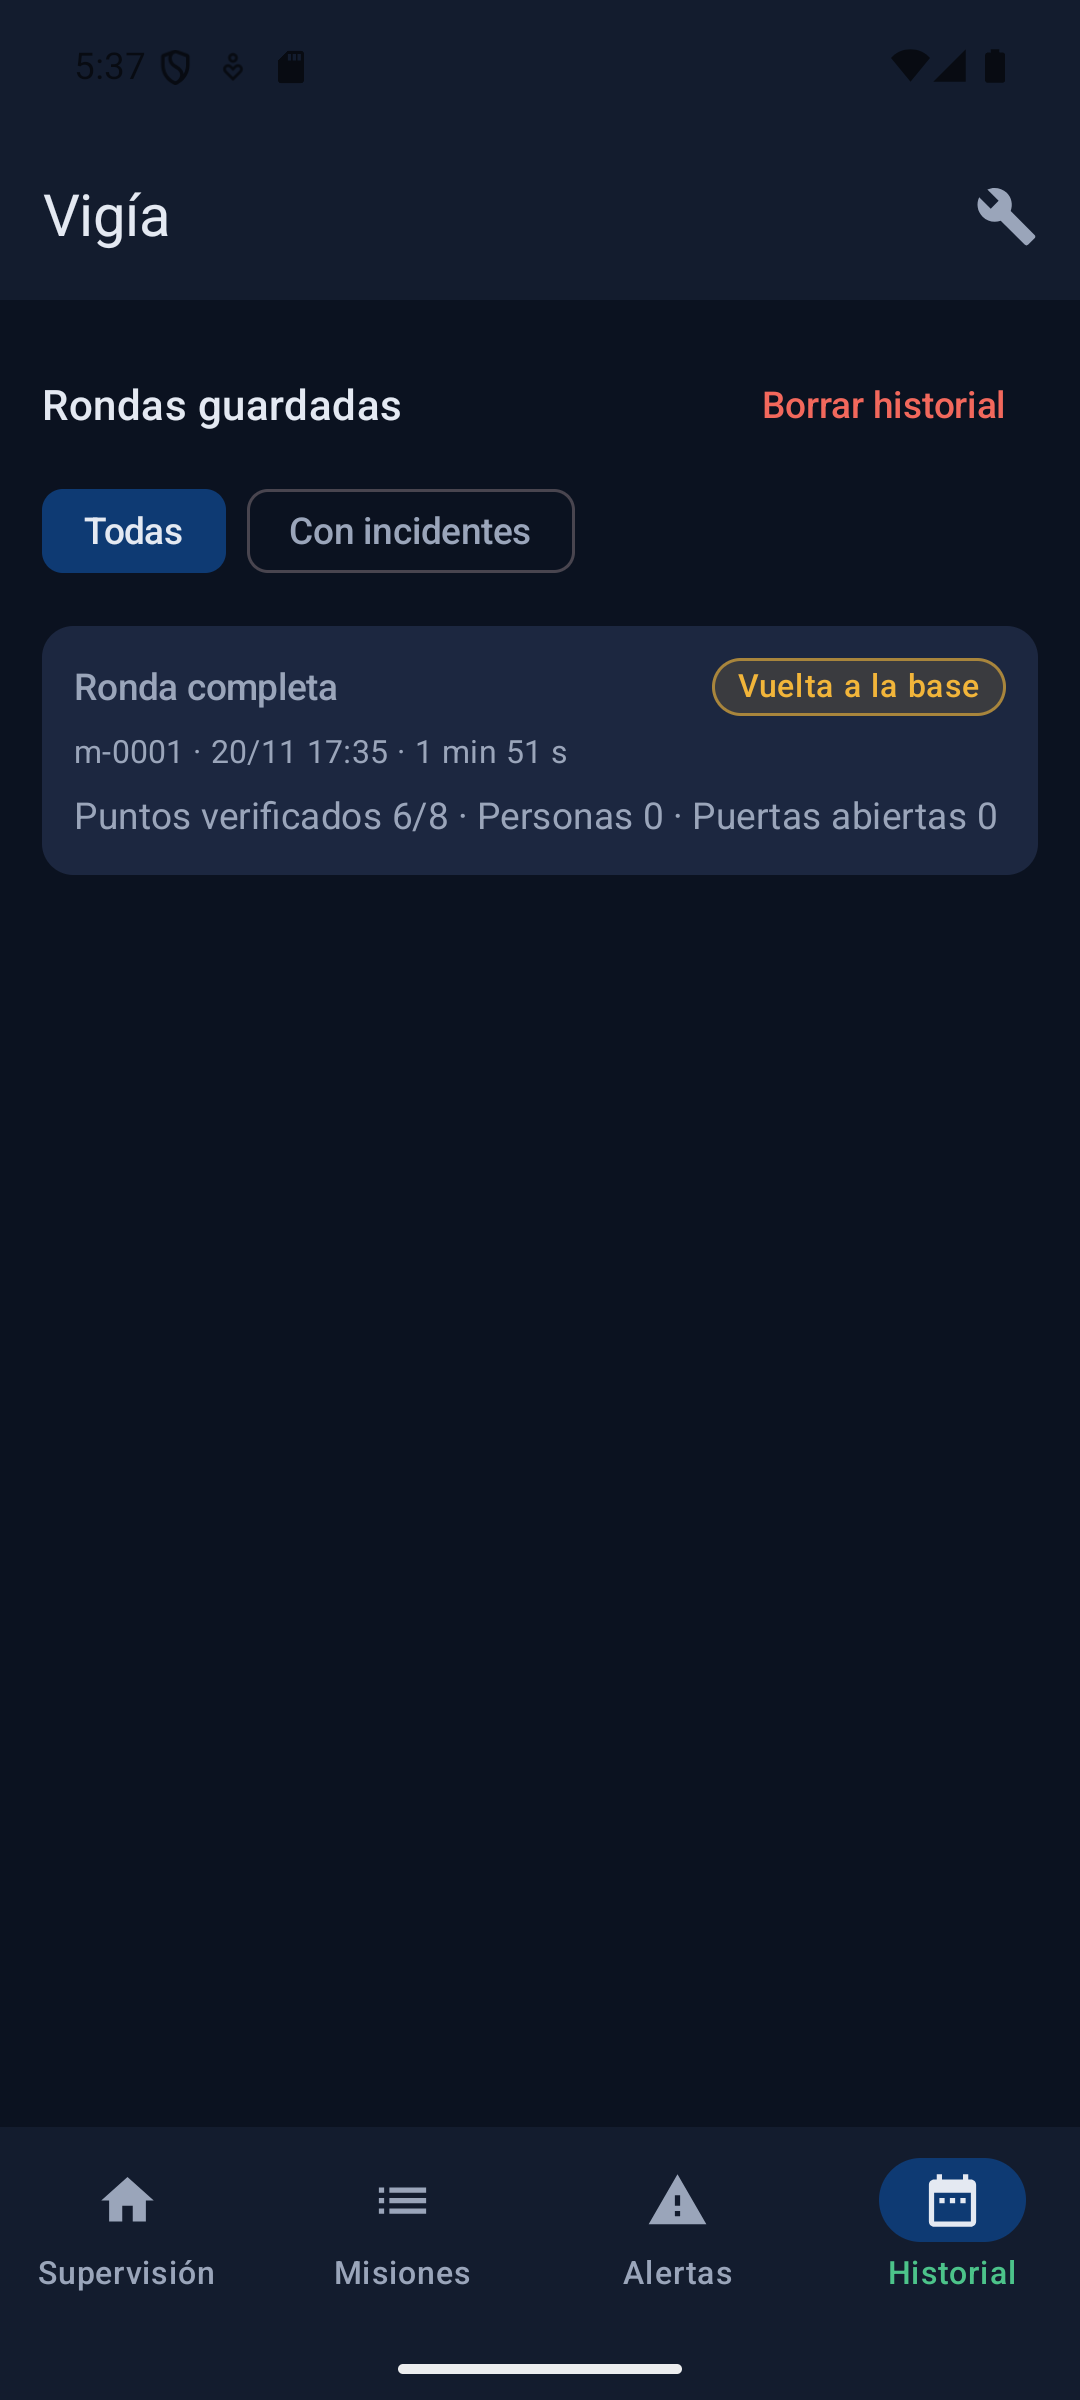 5:37
Vigía
Rondas guardadas
Borrar historial
Todas
Con incidentes
Ronda completa
Vuelta a la base
m-0001 · 20/11 17:35 · 1 min 51 s
Puntos verificados 6/8 · Personas 0 · Puertas abiertas 0
Supervisión
Misiones
Alertas
Historial